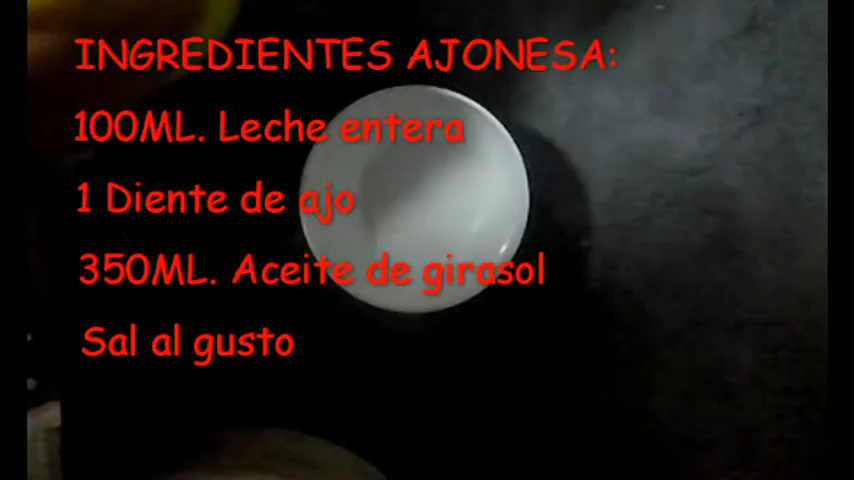 INGREDIENTES AJONESA:
100ML. Leche entera
1 Diente de ajo
350ML. Aceite de girasol
Sal al gusto